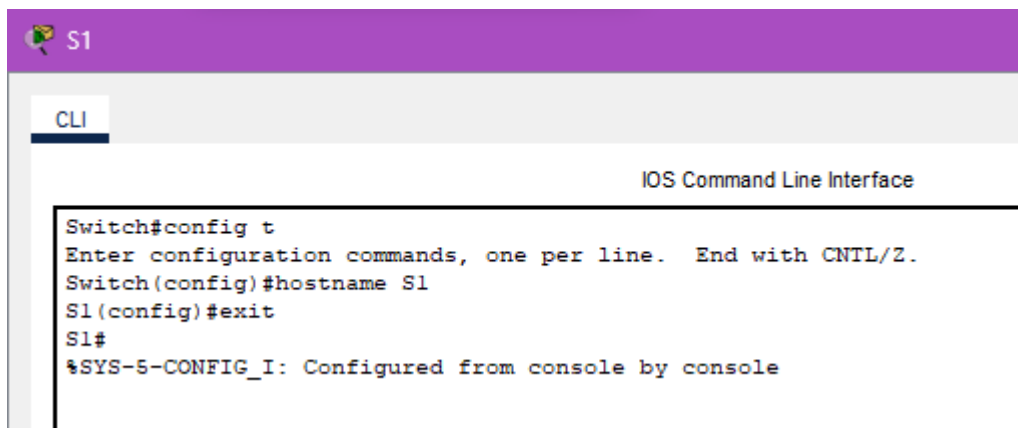 S1
CLI
IOS Command Line Interface
Switch#config t
Enter configuration commands, one per line.  End with CNTL/Z.
Switch(config)#hostname S1
S1(config)#exit
S1#
%SYS-5-CONFIG_I: Configured from console by console